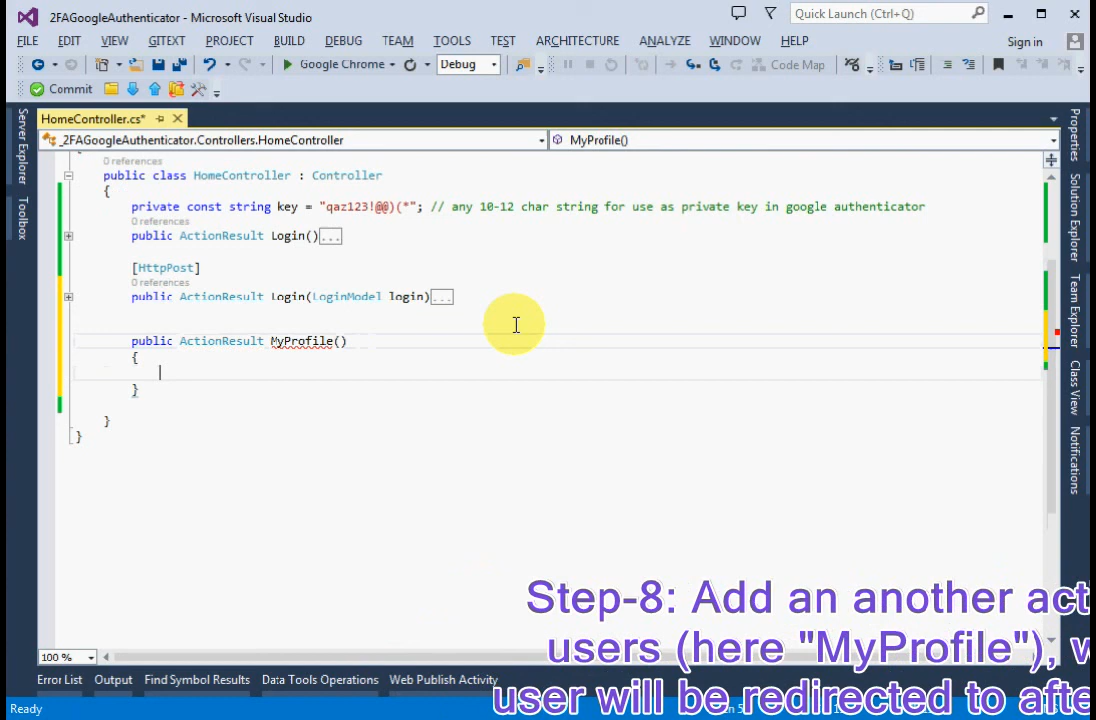 2FAGoogleAuthenticator - Microsoft Visual Studio
Quick Launch (Ctrl+Q)
FILE EDIT VIEW GITEXT PROJECT BUILD DEBUG TEAM TOOLS TEST ARCHITECTURE ANALYZE WINDOW HELP Sign in
Google Chrome Debug Code Map
Commit
HomeController.cs*
_2FAGoogleAuthenticator.Controllers.HomeController MyProfile()
Server Explorer
Toolbox
0 references
public class HomeController : Controller
{
private const string key = "qaz123!@@)(*"; // any 10-12 char string for use as private key in google authenticator
0 references
public ActionResult Login()...
[HttpPost]
0 references
public ActionResult Login(LoginModel login)...
public ActionResult MyProfile()
{
}
}
}
Properties
Solution Explorer
Team Explorer
Class View
Notifications
Step-8: Add an another act
users (here "MyProfile"), w
user will be redirected to afte
100 %
Error List Output Find Symbol Results Data Tools Operations Web Publish Activity
Ready